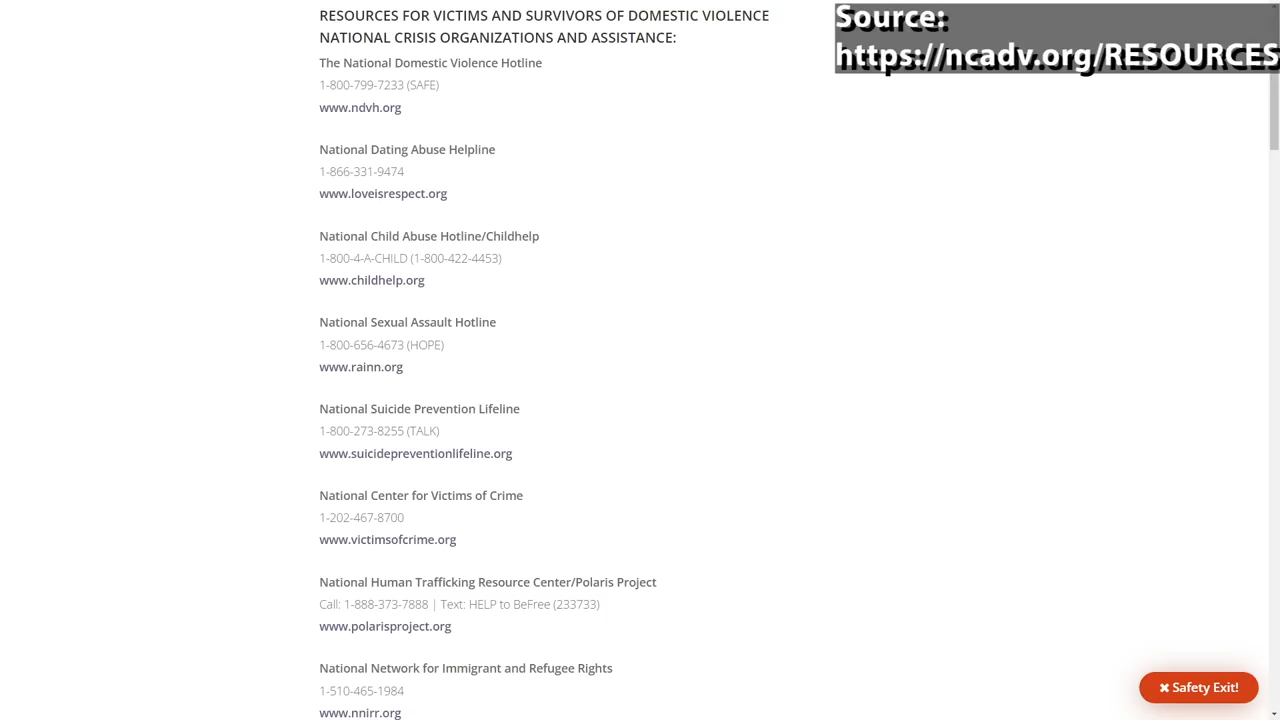 RESOURCES FOR VICTIMS AND SURVIVORS OF DOMESTIC VIOLENCE
NATIONAL CRISIS ORGANIZATIONS AND ASSISTANCE:
The National Domestic Violence Hotline
1-800-799-7233 (SAFE)
www.ndvh.org
National Dating Abuse Helpline
1-866-331-9474
www.loveisrespect.org
National Child Abuse Hotline/Childhelp
1-800-4-A-CHILD (1-800-422-4453)
www.childhelp.org
National Sexual Assault Hotline
1-800-656-4673 (HOPE)
www.rainn.org
National Suicide Prevention Lifeline
1-800-273-8255 (TALK)
www.suicidepreventionlifeline.org
National Center for Victims of Crime
1-202-467-8700
www.victimsofcrime.org
National Human Trafficking Resource Center/Polaris Project
Call: 1-888-373-7888 | Text: HELP to BeFree (233733)
www.polarisproject.org
National Network for Immigrant and Refugee Rights
1-510-465-1984
www.nnirr.org
Source:
https://ncadv.org/RESOURCES
✖ Safety Exit!